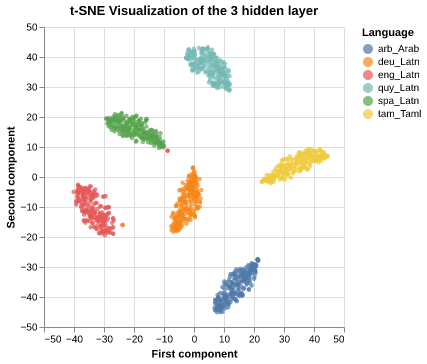 t-SNE Visualization of the 3 hidden layer
Language
arb_Arab
deu_Latn
eng_Latn
quy_Latn
spa_Latn
tam_Taml
Second component
50
40
30
20
10
0
−10
−20
−30
−40
−50
−50 −40 −30 −20 −10 0 10 20 30 40 50
First component